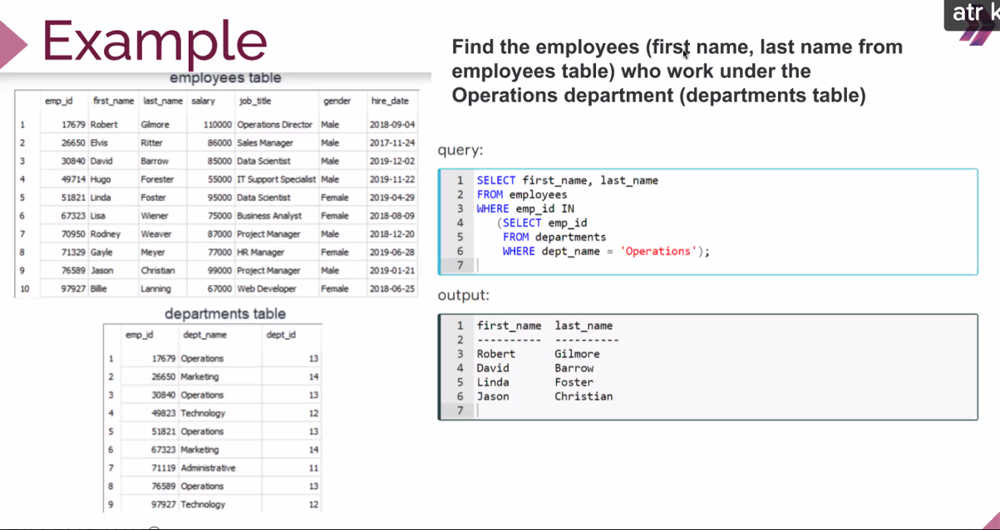 atr k
Example
Find the employees (first name, last name from
employees table) who work under the
Operations department (departments table)
employees table
emp_id first_name last_name salary job_title gender hire_date
1 17679 Robert Gilmore 110000 Operations Director Male 2018-09-04
2 26650 Elvis Ritter 86000 Sales Manager Male 2017-11-24
3 30840 David Barrow 85000 Data Scientist Male 2019-12-02
4 49714 Hugo Forester 55000 IT Support Specialist Male 2019-11-22
5 51821 Linda Foster 95000 Data Scientist Female 2019-04-29
6 67323 Lisa Wiener 75000 Business Analyst Female 2018-08-09
7 70950 Rodney Weaver 87000 Project Manager Male 2018-12-20
8 71329 Gayle Meyer 77000 HR Manager Female 2019-06-28
9 76589 Jason Christian 99000 Project Manager Male 2019-01-21
10 97927 Billie Lanning 67000 Web Developer Female 2018-06-25
departments table
emp_id dept_name dept_id
1 17679 Operations 13
2 26650 Marketing 14
3 30840 Operations 13
4 49823 Technology 12
5 51821 Operations 13
6 67323 Marketing 14
7 71119 Administrative 11
8 76589 Operations 13
9 97927 Technology 12
query:
1 SELECT first_name, last_name
2 FROM employees
3 WHERE emp_id IN
4 (SELECT emp_id
5 FROM departments
6 WHERE dept_name = 'Operations');
7
output:
1 first_name last_name
2 ---------- ----------
3 Robert Gilmore
4 David Barrow
5 Linda Foster
6 Jason Christian
7